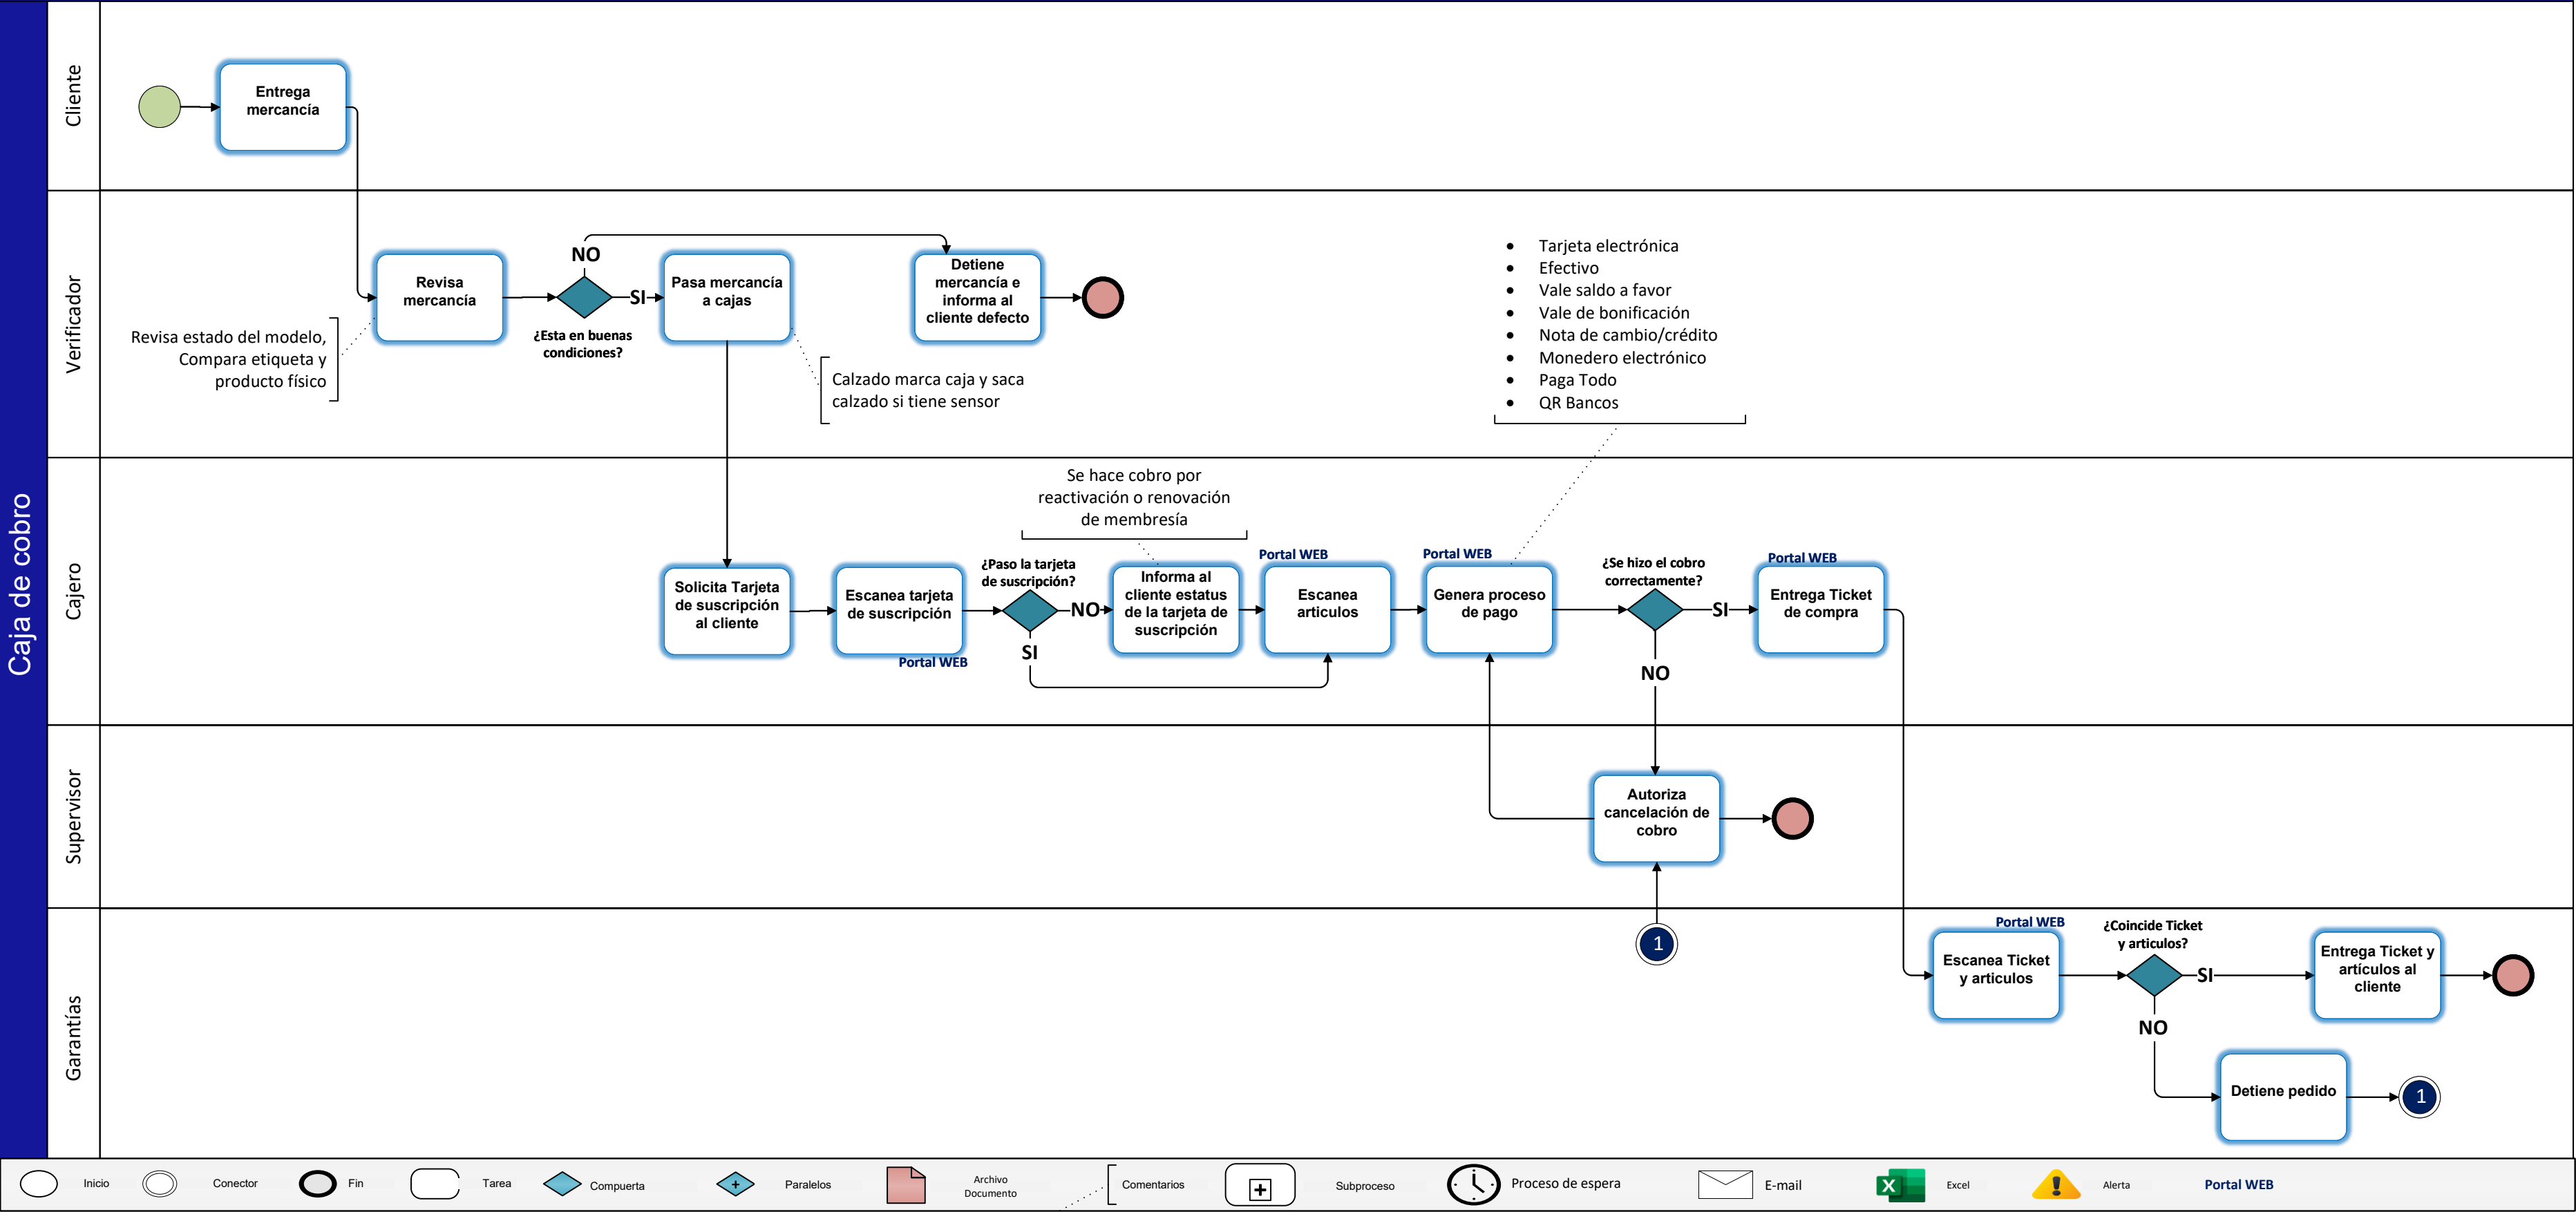 Caja de cobro
Cliente
Entrega
mercancía
Verificador
Revisa
mercancía
Revisa estado del modelo,
Compara etiqueta y
producto físico
NO
SI
¿Esta en buenas
condiciones?
Pasa mercancía
a cajas
Calzado marca caja y saca
calzado si tiene sensor
Detiene
mercancía e
informa al
cliente defecto
• Tarjeta electrónica
• Efectivo
• Vale saldo a favor
• Vale de bonificación
• Nota de cambio/crédito
• Monedero electrónico
• Paga Todo
• QR Bancos
Cajero
Solicita Tarjeta
de suscripción
al cliente
Escanea tarjeta
de suscripción
Portal WEB
¿Paso la tarjeta
de suscripción?
NO
SI
Se hace cobro por
reactivación o renovación
de membresía
Informa al
cliente estatus
de la tarjeta de
suscripción
Portal WEB
Escanea
articulos
Portal WEB
Genera proceso
de pago
¿Se hizo el cobro
correctamente?
SI
NO
Portal WEB
Entrega Ticket
de compra
Supervisor
Autoriza
cancelación de
cobro
Garantías
1
Portal WEB
Escanea Ticket
y articulos
¿Coincide Ticket
y articulos?
SI
NO
Entrega Ticket y
artículos al
cliente
Detiene pedido
1
Inicio
Conector
Fin
Tarea
Compuerta
Paralelos
Archivo
Documento
Comentarios
Subproceso
Proceso de espera
E-mail
X
Excel
Alerta
Portal WEB